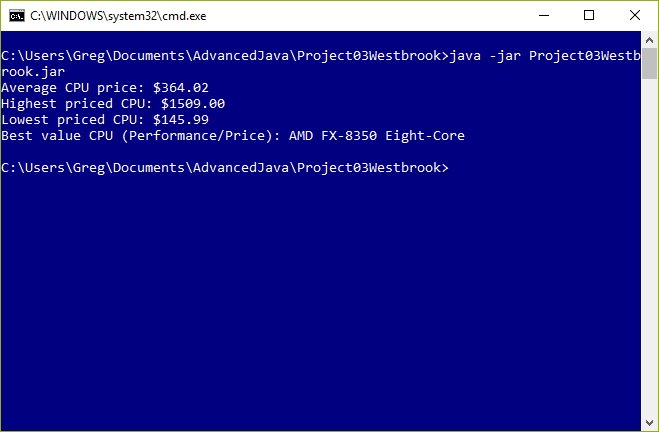 C:\WINDOWS\system32\cmd.exe
C:\Users\Greg\Documents\AdvancedJava\Project03Westbrook>java -jar Project03Westb
rook.jar
Average CPU price: $364.02
Highest priced CPU: $1509.00
Lowest priced CPU: $145.99
Best value CPU (Performance/Price): AMD FX-8350 Eight-Core
C:\Users\Greg\Documents\AdvancedJava\Project03Westbrook>